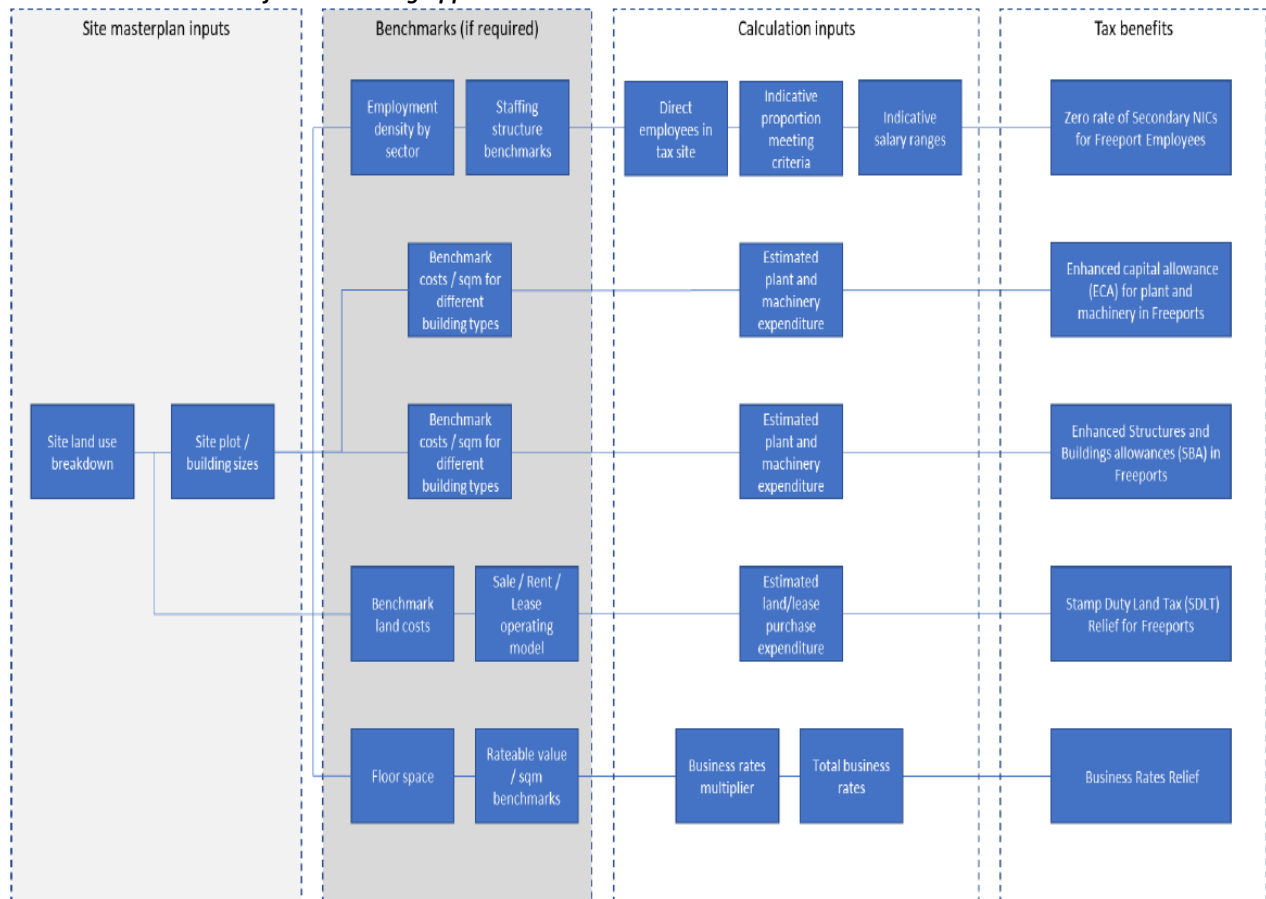 Site masterplan inputs
Benchmarks (if required)
Calculation inputs
Tax benefits
Employment
density by
sector
Staffing
structure
benchmarks
Direct
employees in
tax site
Indicative
proportion
meeting
criteria
Indicative
salary ranges
Zero rate of Secondary NICs
for Freeport Employees
Benchmark
costs / sqm for
different
building types
Estimated
plant and
machinery
expenditure
Enhanced capital allowance
(ECA) for plant and
machinery in Freeports
Site land use
breakdown
Site plot /
building sizes
Benchmark
costs / sqm for
different
building types
Estimated
plant and
machinery
expenditure
Enhanced Structures and
Buildings allowances (SBA) in
Freeports
Benchmark
land costs
Sale / Rent /
Lease
operating
model
Estimated
land/lease
purchase
expenditure
Stamp Duty Land Tax (SDLT)
Relief for Freeports
Floor space
Rateable value
/ sqm
benchmarks
Business rates
multiplier
Total business
rates
Business Rates Relief